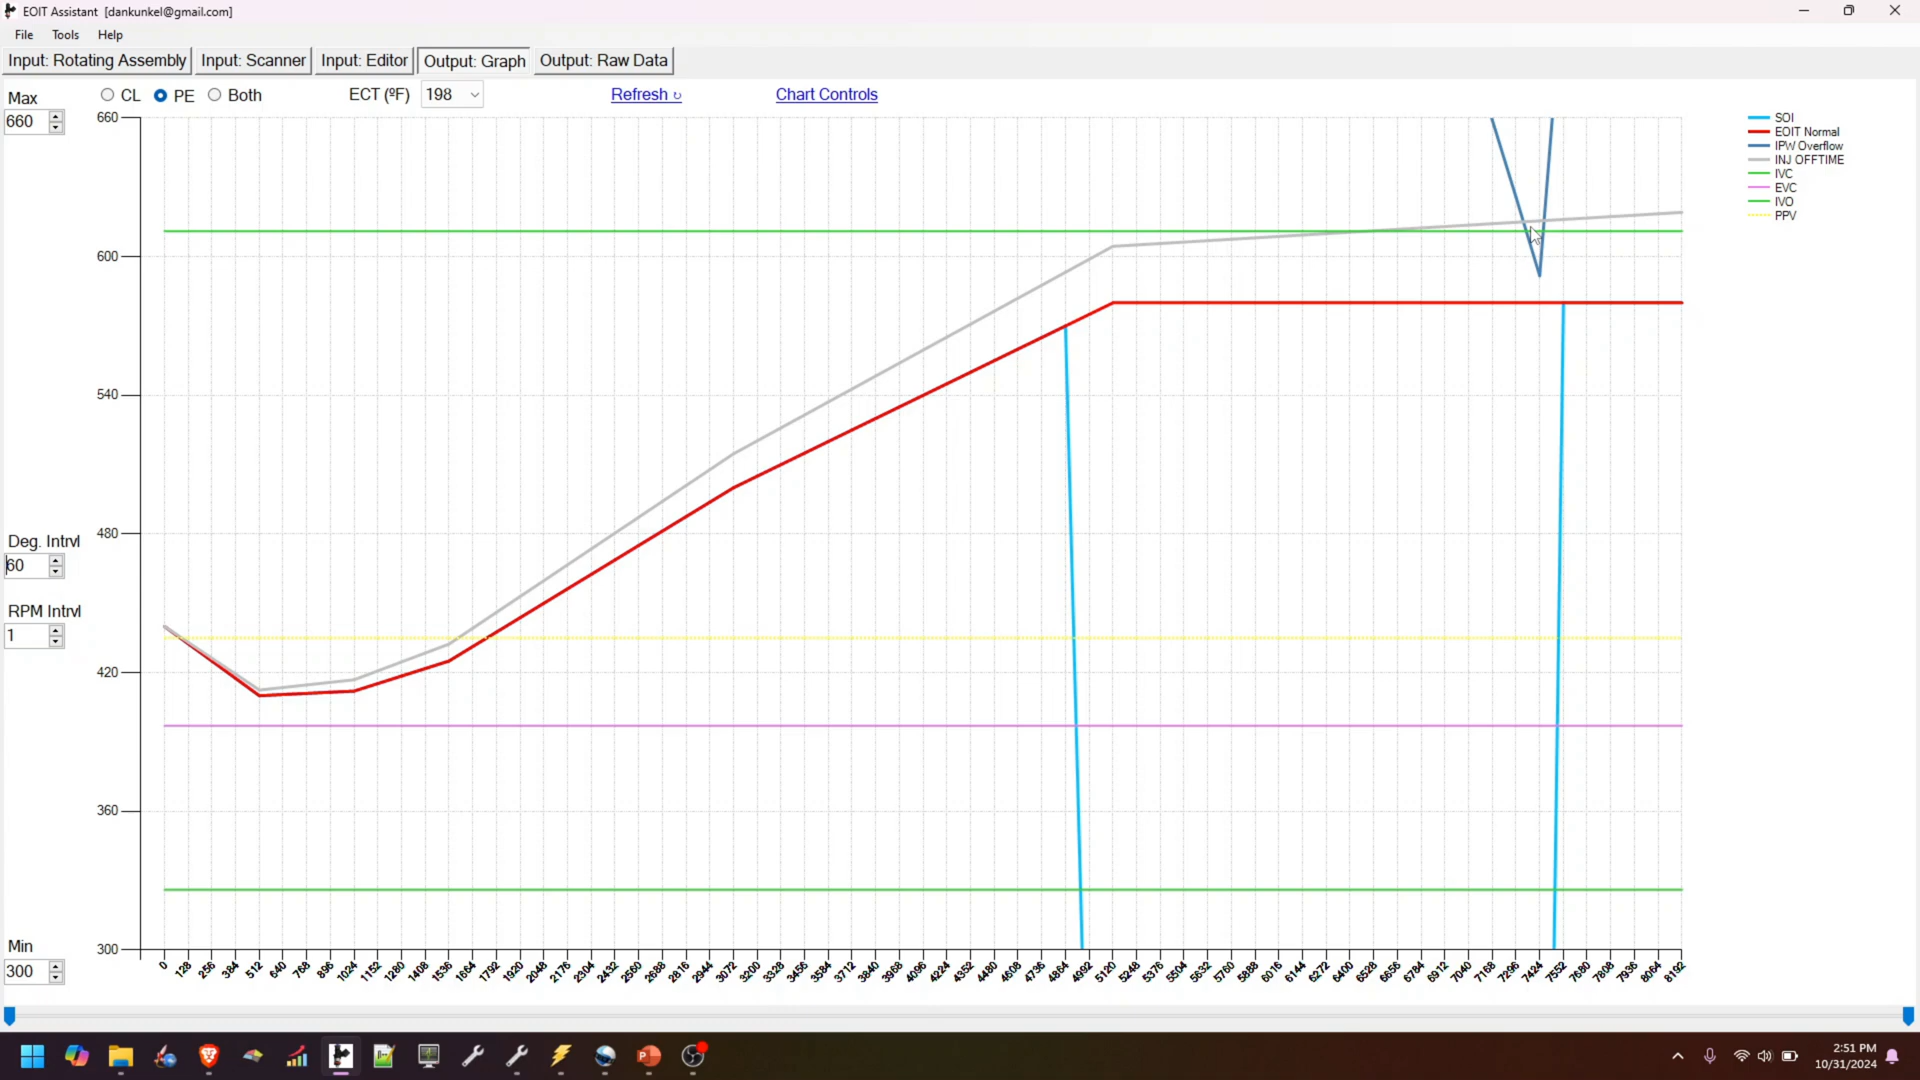 EOIT Assistant [dankunkel@gmail.com]
File Tools Help
Input: Rotating Assembly Input: Scanner Input: Editor Output: Graph Output: Raw Data
Max
660
CL PE Both ECT (ºF) 198 Refresh ↻ Chart Controls
660
600
540
480
420
360
300
SOI
EOIT Normal
IPW Overflow
INJ OFFTIME
IVC
EVC
IVO
PPV
Deg. Intrvl
60
RPM Intrvl
1
Min
300
0 128 256 384 512 640 768 896 1024 1152 1280 1408 1536 1664 1792 1920 2048 2176 2304 2432 2560 2688 2816 2944 3072 3200 3328 3456 3584 3712 3840 3968 4096 4224 4352 4480 4608 4736 4864 4992 5120 5248 5376 5504 5632 5760 5888 6016 6144 6272 6400 6528 6656 6784 6912 7040 7168 7296 7424 7552 7680 7808 7936 8064 8192
2:51 PM
10/31/2024